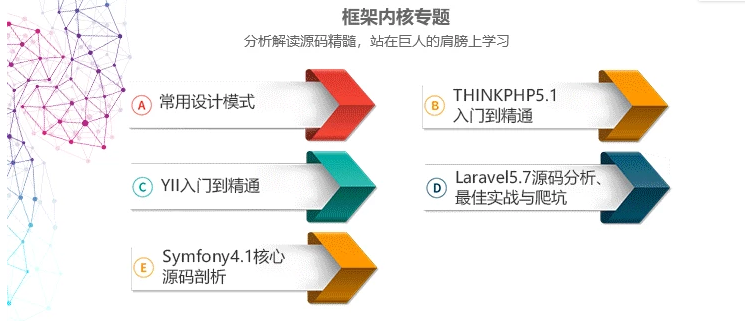 框架内核专题
分析解读源码精髓，站在巨人的肩膀上学习
A 常用设计模式
B THINKPHP5.1
入门到精通
C YII入门到精通
D Laravel5.7源码分析、
最佳实战与爬坑
E Symfony4.1核心
源码剖析